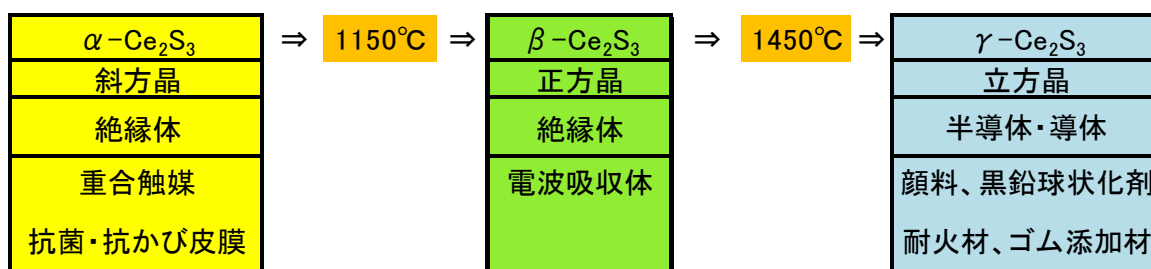 α-Ce₂S₃ ⇒ 1150℃ ⇒ β-Ce₂S₃ ⇒ 1450℃ ⇒ γ-Ce₂S₃
斜方晶 正方晶 立方晶
絶縁体 絶縁体 半導体・導体
重合触媒 電波吸収体 顔料、黒鉛球状化剤
抗菌・抗かび皮膜 耐火材、ゴム添加材